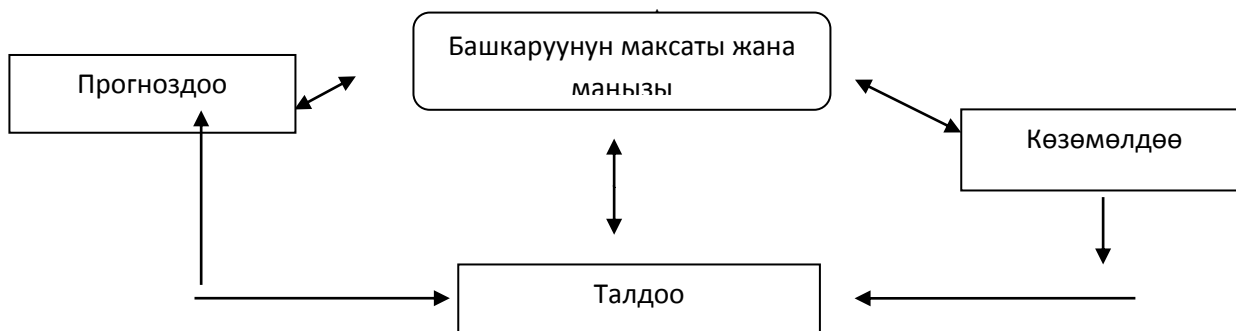 Башкаруунун максаты жана
маңызы
Прогноздоо
Көзөмөлдөө
Талдоо